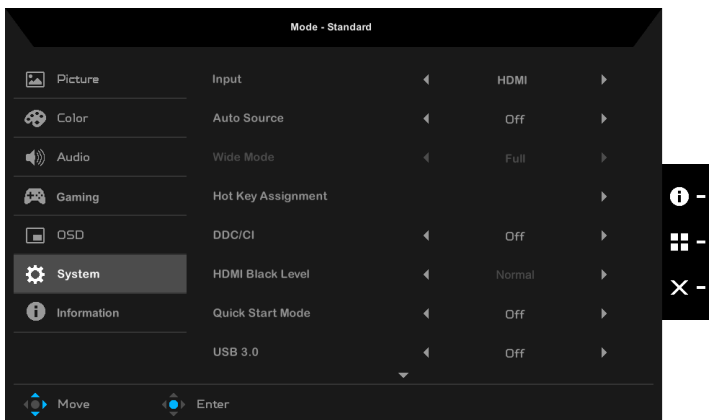 Mode - Standard
Picture
Input HDMI
Color
Auto Source Off
Audio
Wide Mode Full
Gaming
Hot Key Assignment
OSD
DDC/CI Off
System
HDMI Black Level Normal
Information
Quick Start Mode Off
USB 3.0 Off
Move Enter